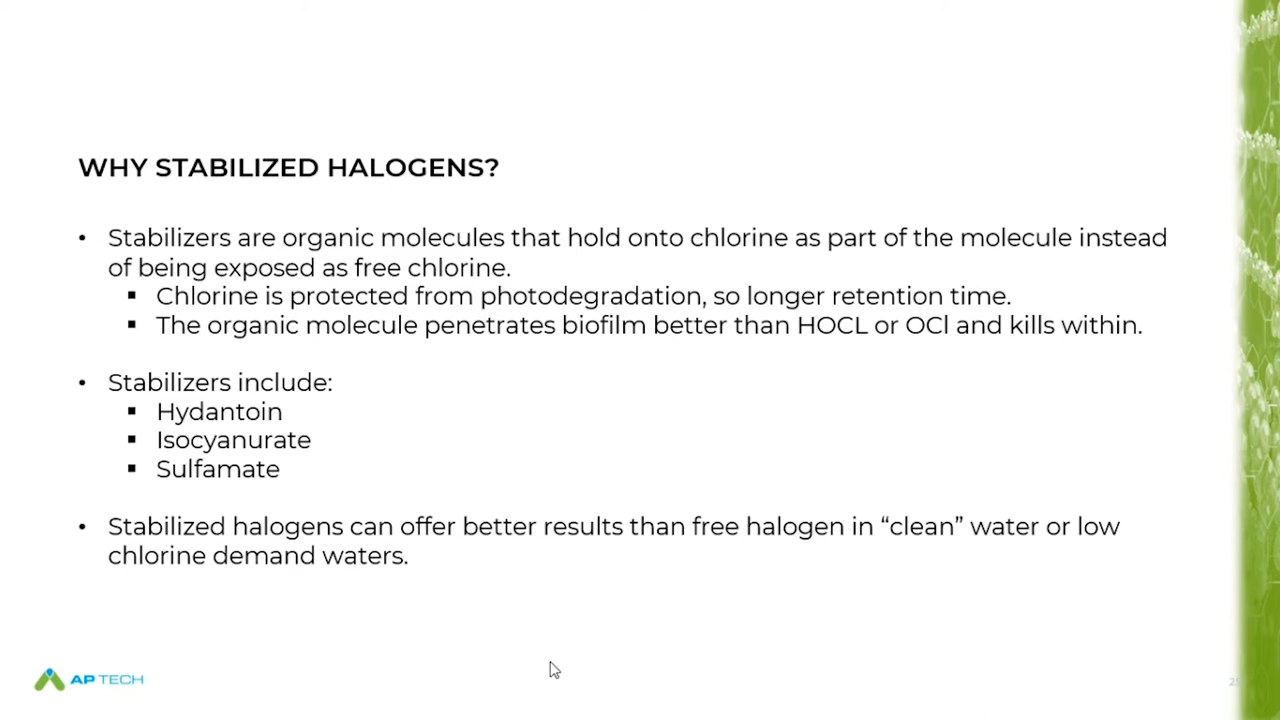 WHY STABILIZED HALOGENS?
• Stabilizers are organic molecules that hold onto chlorine as part of the molecule instead
of being exposed as free chlorine.
▪ Chlorine is protected from photodegradation, so longer retention time.
▪ The organic molecule penetrates biofilm better than HOCL or OCl and kills within.
• Stabilizers include:
▪ Hydantoin
▪ Isocyanurate
▪ Sulfamate
• Stabilized halogens can offer better results than free halogen in “clean” water or low
chlorine demand waters.
AP TECH